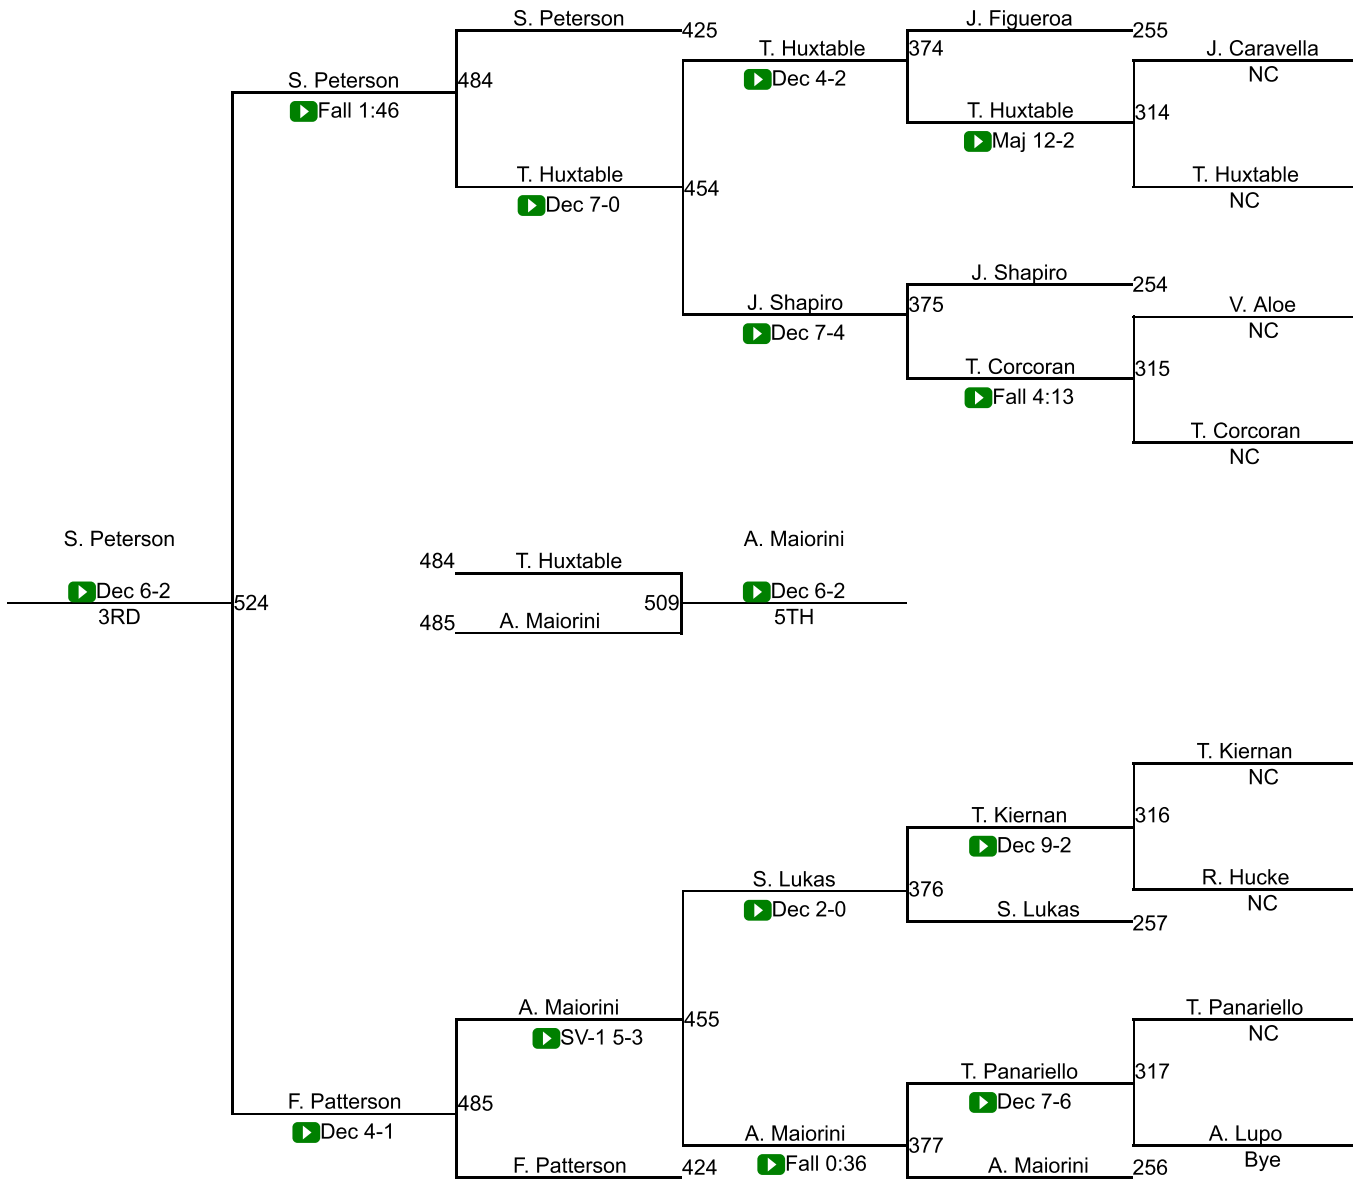 S. Peterson
425
J. Figueroa
255
T. Huxtable
374
J. Caravella
Dec 4-2
NC
S. Peterson
484
Fall 1:46
T. Huxtable
314
Maj 12-2
T. Huxtable
454
T. Huxtable
Dec 7-0
NC
J. Shapiro
254
J. Shapiro
375
V. Aloe
Dec 7-4
NC
T. Corcoran
315
Fall 4:13
T. Corcoran
NC
S. Peterson
A. Maiorini
484
T. Huxtable
Dec 6-2
524
509
Dec 6-2
3RD
5TH
485
A. Maiorini
T. Kiernan
NC
T. Kiernan
316
Dec 9-2
S. Lukas
376
R. Hucke
Dec 2-0
NC
S. Lukas
257
A. Maiorini
455
T. Panariello
SV-1 5-3
NC
T. Panariello
317
Dec 7-6
F. Patterson
485
Dec 4-1
A. Maiorini
377
A. Lupo
Fall 0:36
Bye
F. Patterson
424
A. Maiorini
256